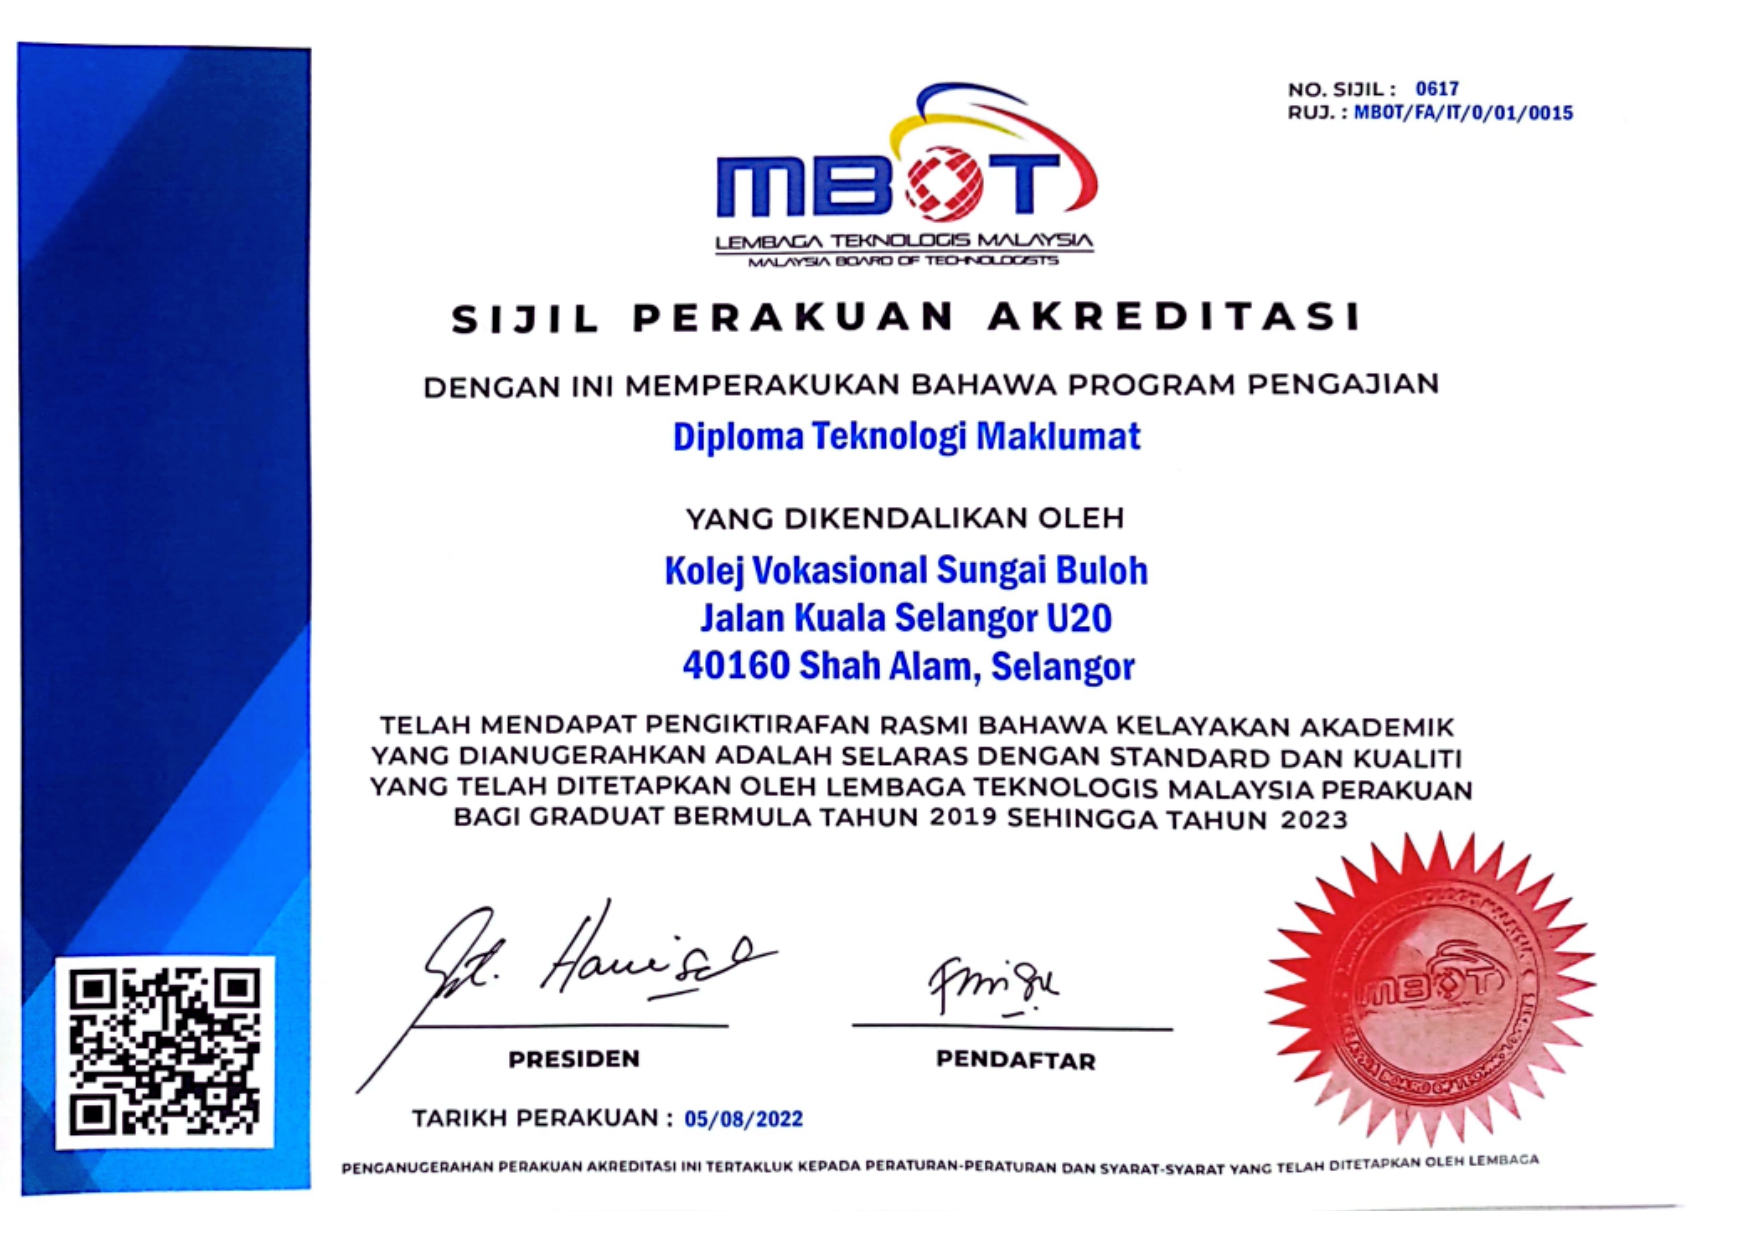 NO. SIJIL : 0617
RUJ. : MBOT/FA/IT/0/01/0015
MBOT
LEMBAGA TEKNOLOGIS MALAYSIA
MALAYSIA BOARD OF TECHNOLOGISTS
SIJIL PERAKUAN AKREDITASI
DENGAN INI MEMPERAKUKAN BAHAWA PROGRAM PENGAJIAN
Diploma Teknologi Maklumat
YANG DIKENDALIKAN OLEH
Kolej Vokasional Sungai Buloh
Jalan Kuala Selangor U20
40160 Shah Alam, Selangor
TELAH MENDAPAT PENGIKTIRAFAN RASMI BAHAWA KELAYAKAN AKADEMIK
YANG DIANUGERAHKAN ADALAH SELARAS DENGAN STANDARD DAN KUALITI
YANG TELAH DITETAPKAN OLEH LEMBAGA TEKNOLOGIS MALAYSIA PERAKUAN
BAGI GRADUAT BERMULA TAHUN 2019 SEHINGGA TAHUN 2023
PRESIDEN
PENDAFTAR
MBOT
TARIKH PERAKUAN : 05/08/2022
PENGANUGERAHAN PERAKUAN AKREDITASI INI TERTAKLUK KEPADA PERATURAN-PERATURAN DAN SYARAT-SYARAT YANG TELAH DITETAPKAN OLEH LEMBAGA